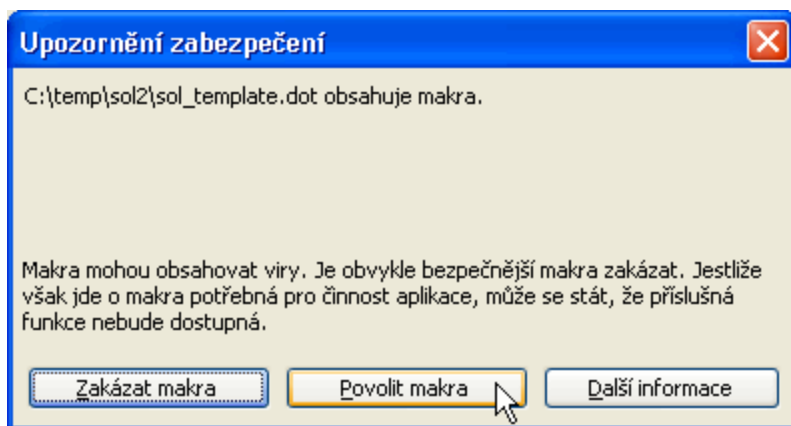 Upozornění zabezpečení
C:\temp\sol2\sol_template.dot obsahuje makra.
Makra mohou obsahovat viry. Je obvykle bezpečnější makra zakázat. Jestliže
však jde o makra potřebná pro činnost aplikace, může se stát, že příslušná
funkce nebude dostupná.
Zakázat makra Povolit makra Další informace